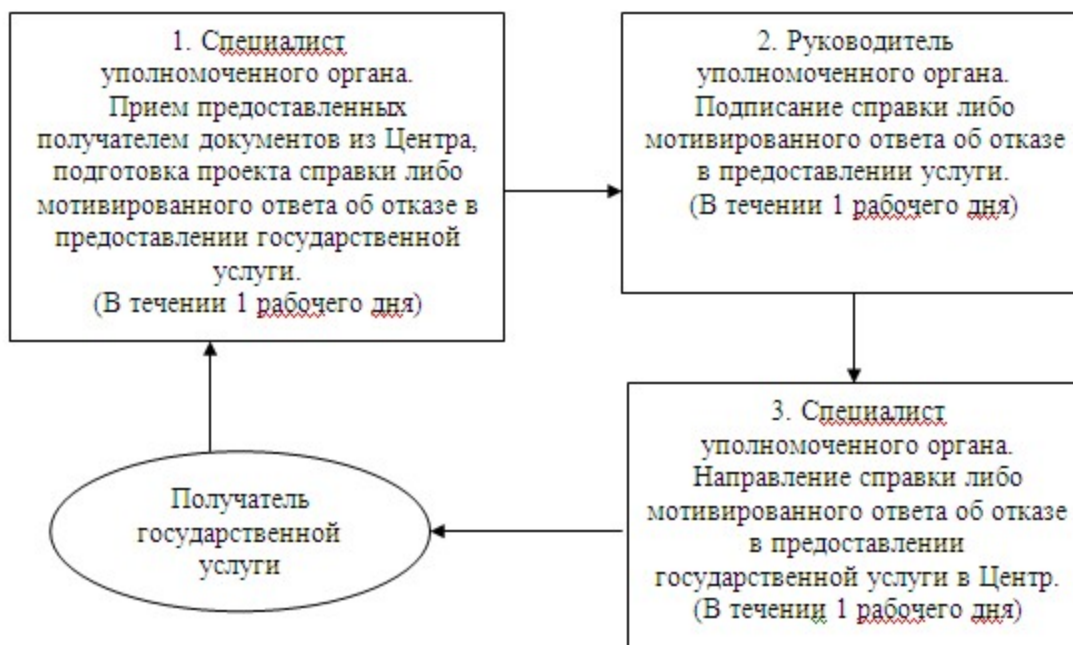 1. Специалист
уполномоченного органа.
Прием предоставленных
получателем документов из Центра,
подготовка проекта справки либо
мотивированного ответа об отказе в
предоставлении государственной
услуги.
(В течении 1 рабочего дня)
2. Руководитель
уполномоченного органа.
Подписание справки либо
мотивированного ответа об отказе
в предоставлении услуги.
(В течении 1 рабочего дня)
3. Специалист
уполномоченного органа.
Направление справки либо
мотивированного ответа об отказе
в предоставлении
государственной услуги в Центр.
(В течении 1 рабочего дня)
Получатель
государственной
услуги